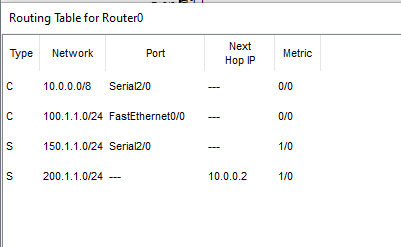 Routing Table for Router0
Type Network Port Next Hop IP Metric
C 10.0.0.0/8 Serial2/0 --- 0/0
C 100.1.1.0/24 FastEthernet0/0 --- 0/0
S 150.1.1.0/24 Serial2/0 --- 1/0
S 200.1.1.0/24 --- 10.0.0.2 1/0